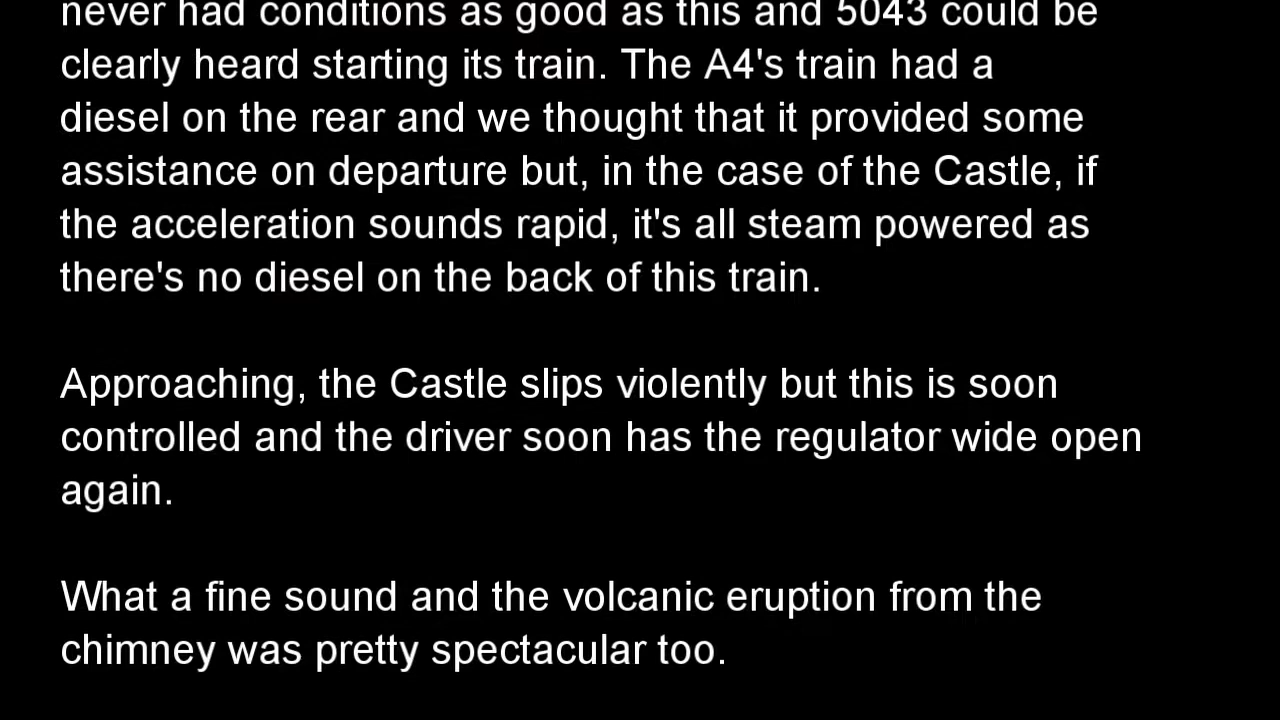 never had conditions as good as this and 5043 could be
clearly heard starting its train. The A4's train had a
diesel on the rear and we thought that it provided some
assistance on departure but, in the case of the Castle, if
the acceleration sounds rapid, it's all steam powered as
there's no diesel on the back of this train.
Approaching, the Castle slips violently but this is soon
controlled and the driver soon has the regulator wide open
again.
What a fine sound and the volcanic eruption from the
chimney was pretty spectacular too.